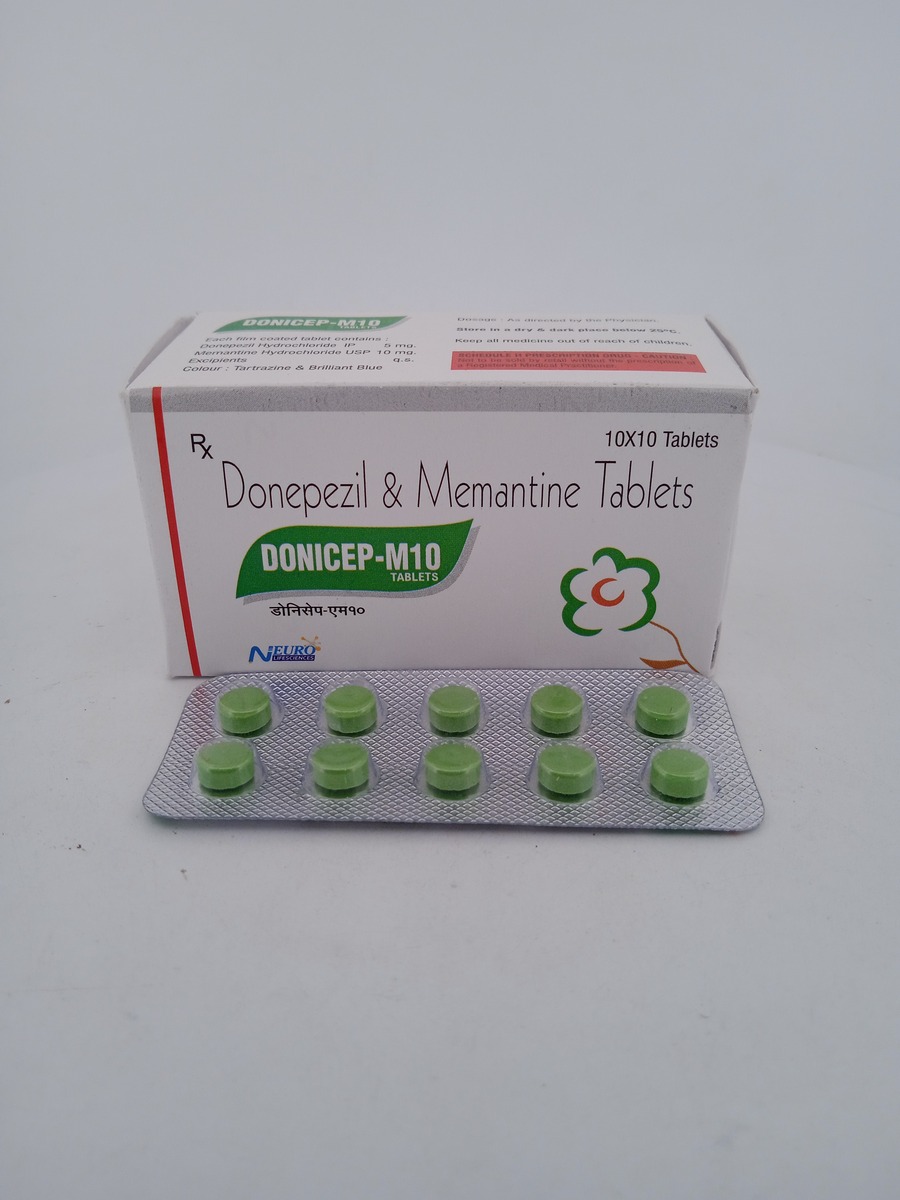 DONICEP-M10
TABLETS
Each film coated tablet contains :
Donepezil Hydrochloride IP 5 mg.
Memantine Hydrochloride USP 10 mg.
Excipients q.s.
Colour : Tartrazine & Brilliant Blue
Dosage : As directed by the Physician.
Store in a dry & dark place below 25°C.
Keep all medicine out of reach of children.
SCHEDULE H PRESCRIPTION DRUG - CAUTION
Not to be sold by retail without the prescription of
a Registered Medical Practitioner.
Rx
10X10 Tablets
Donepezil & Memantine Tablets
DONICEP-M10
TABLETS
डोनिसेप-एम१०
NEURO
LIFESCIENCES